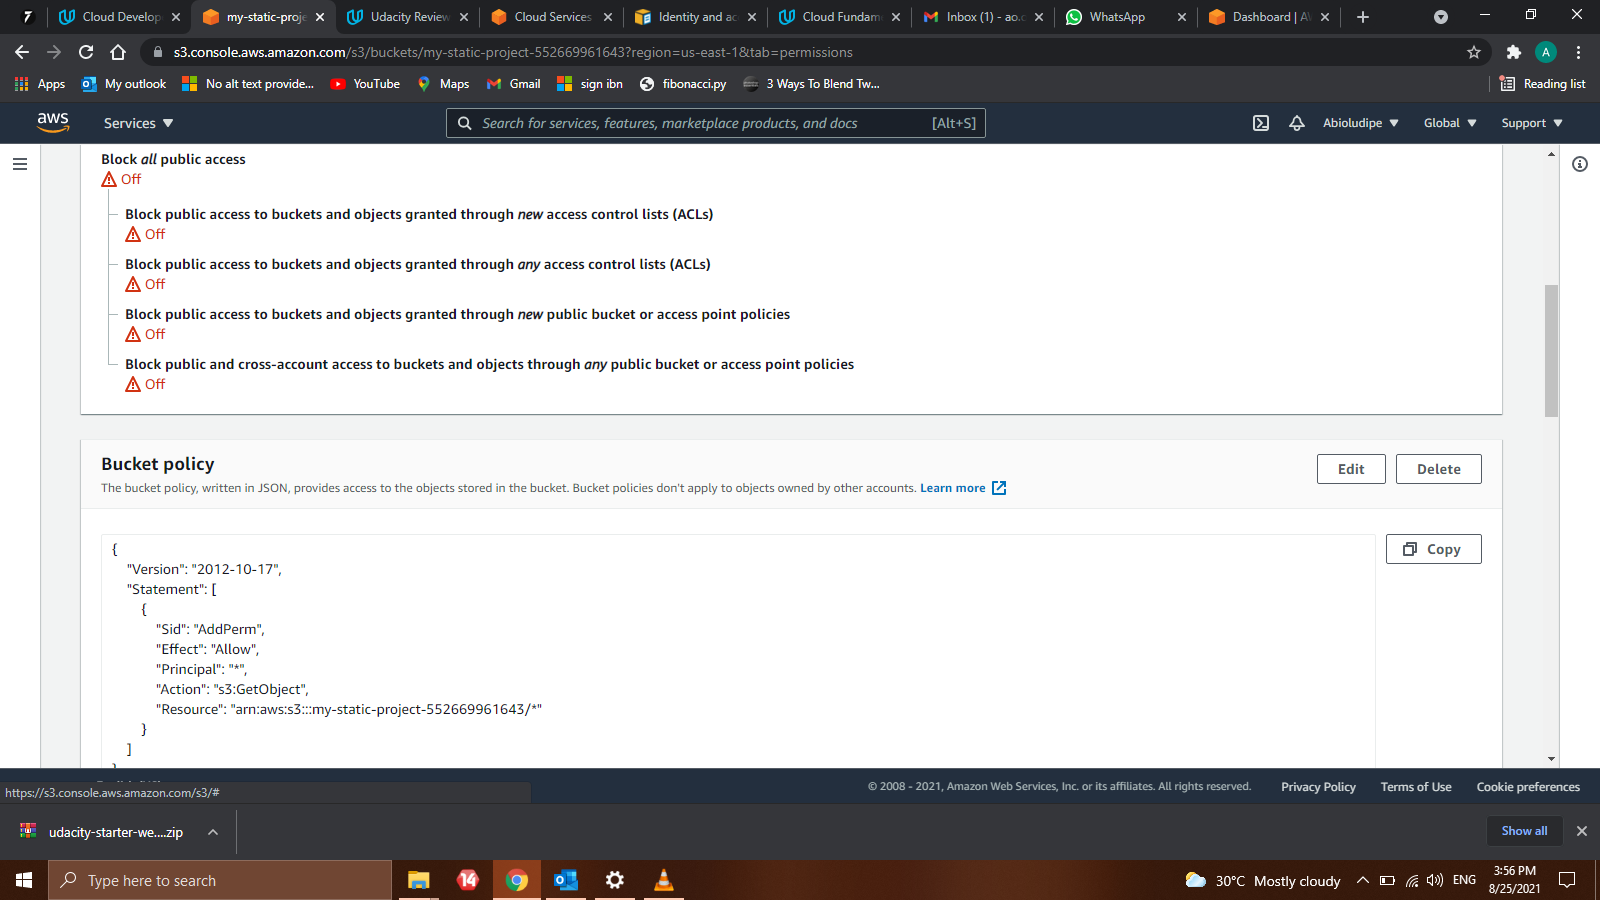 Cloud Develop
my-static-proje
Udacity Review
Cloud Services
Identity and ac
Cloud Fundam
Inbox (1) - ao.c
WhatsApp
Dashboard | A
s3.console.aws.amazon.com/s3/buckets/my-static-project-552669961643?region=us-east-1&tab=permissions
A
Apps
My outlook
No alt text provide...
YouTube
Maps
Gmail
sign ibn
fibonacci.py
3 Ways To Blend Tw...
Reading list
aws
Services
Search for services, features, marketplace products, and docs
[Alt+S]
Abioludipe
Global
Support
Block all public access
Off
Block public access to buckets and objects granted through new access control lists (ACLs)
Off
Block public access to buckets and objects granted through any access control lists (ACLs)
Off
Block public access to buckets and objects granted through new public bucket or access point policies
Off
Block public and cross-account access to buckets and objects through any public bucket or access point policies
Off
Bucket policy
Edit
Delete
The bucket policy, written in JSON, provides access to the objects stored in the bucket. Bucket policies don't apply to objects owned by other accounts. Learn more
Copy
{
"Version": "2012-10-17",
"Statement": [
{
"Sid": "AddPerm",
"Effect": "Allow",
"Principal": "*",
"Action": "s3:GetObject",
"Resource": "arn:aws:s3:::my-static-project-552669961643/*"
}
]
https://s3.console.aws.amazon.com/s3/#
© 2008 - 2021, Amazon Web Services, Inc. or its affiliates. All rights reserved.
Privacy Policy
Terms of Use
Cookie preferences
udacity-starter-we....zip
Show all
Type here to search
14
30°C Mostly cloudy
ENG
3:56 PM
8/25/2021